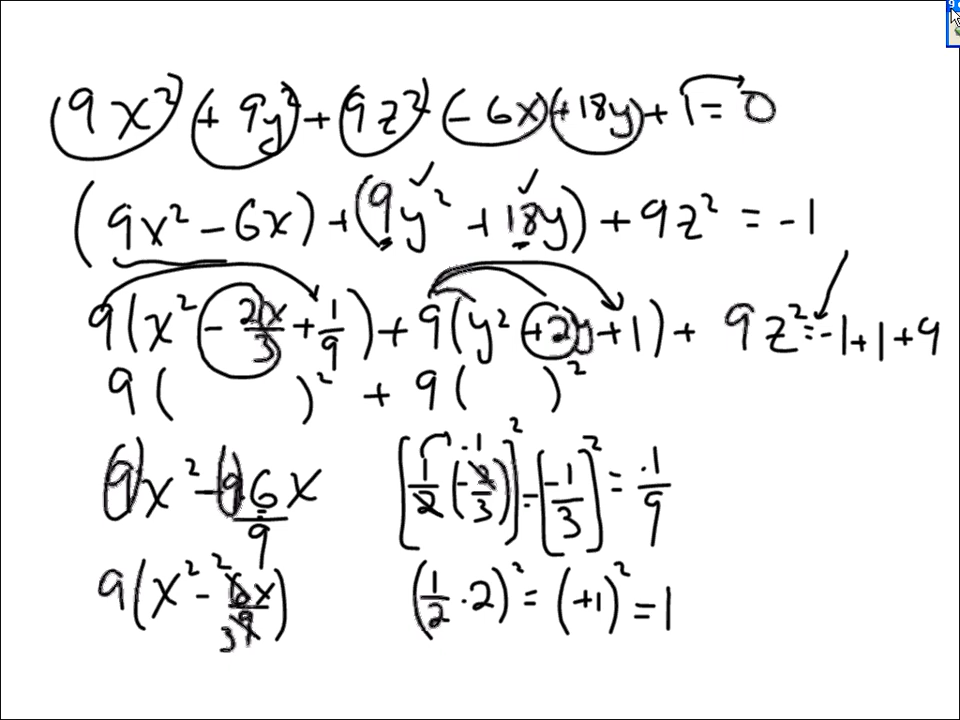 9x² + 9y² + 9z² - 6x + 18y + 1 = 0
(9x² - 6x) + (9y² + 18y) + 9z² = -1
9(x² - 2x/3 + 1/9) + 9(y² + 2y + 1) + 9z² = -1 + 1 + 9
9( )² + 9( )²
9x² - 9 6x/9
[1/2 (-2/3)]² = [-1/3]² = 1/9
9(x² - 6x/9)
(1/2 · 2)² = (+1)² = 1